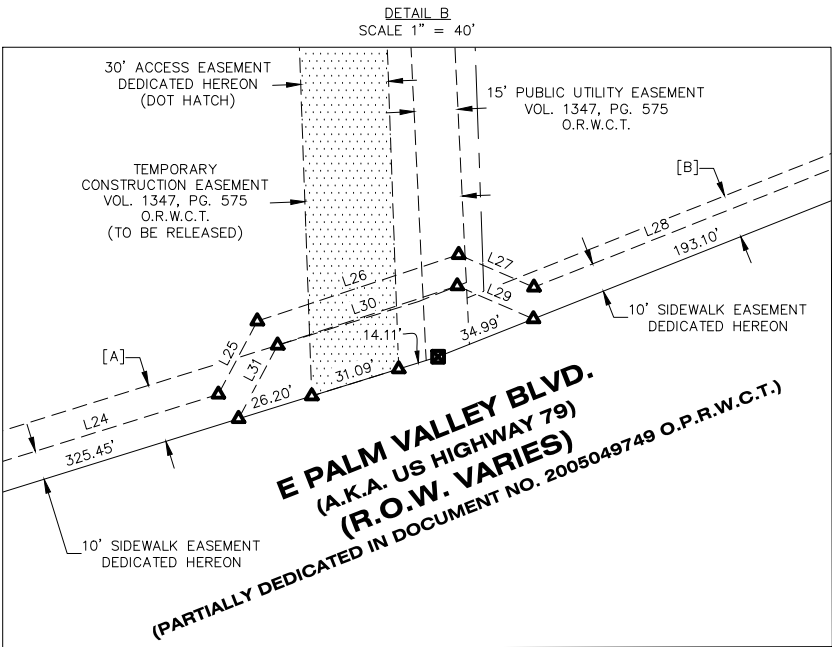 DETAIL B
SCALE 1" = 40'
30' ACCESS EASEMENT
DEDICATED HEREON
(DOT HATCH)
15' PUBLIC UTILITY EASEMENT
VOL. 1347, PG. 575
O.R.W.C.T.
TEMPORARY
CONSTRUCTION EASEMENT
VOL. 1347, PG. 575
O.R.W.C.T.
(TO BE RELEASED)
[B]
L28
193.10'
L27
L26
L30
L29
10' SIDEWALK EASEMENT
DEDICATED HEREON
14.11'
34.99'
[A]
L25
L31
31.09'
26.20'
L24
325.45'
10' SIDEWALK EASEMENT
DEDICATED HEREON
E PALM VALLEY BLVD.
(A.K.A. US HIGHWAY 79)
(R.O.W. VARIES)
(PARTIALLY DEDICATED IN DOCUMENT NO. 2005049749 O.P.R.W.C.T.)